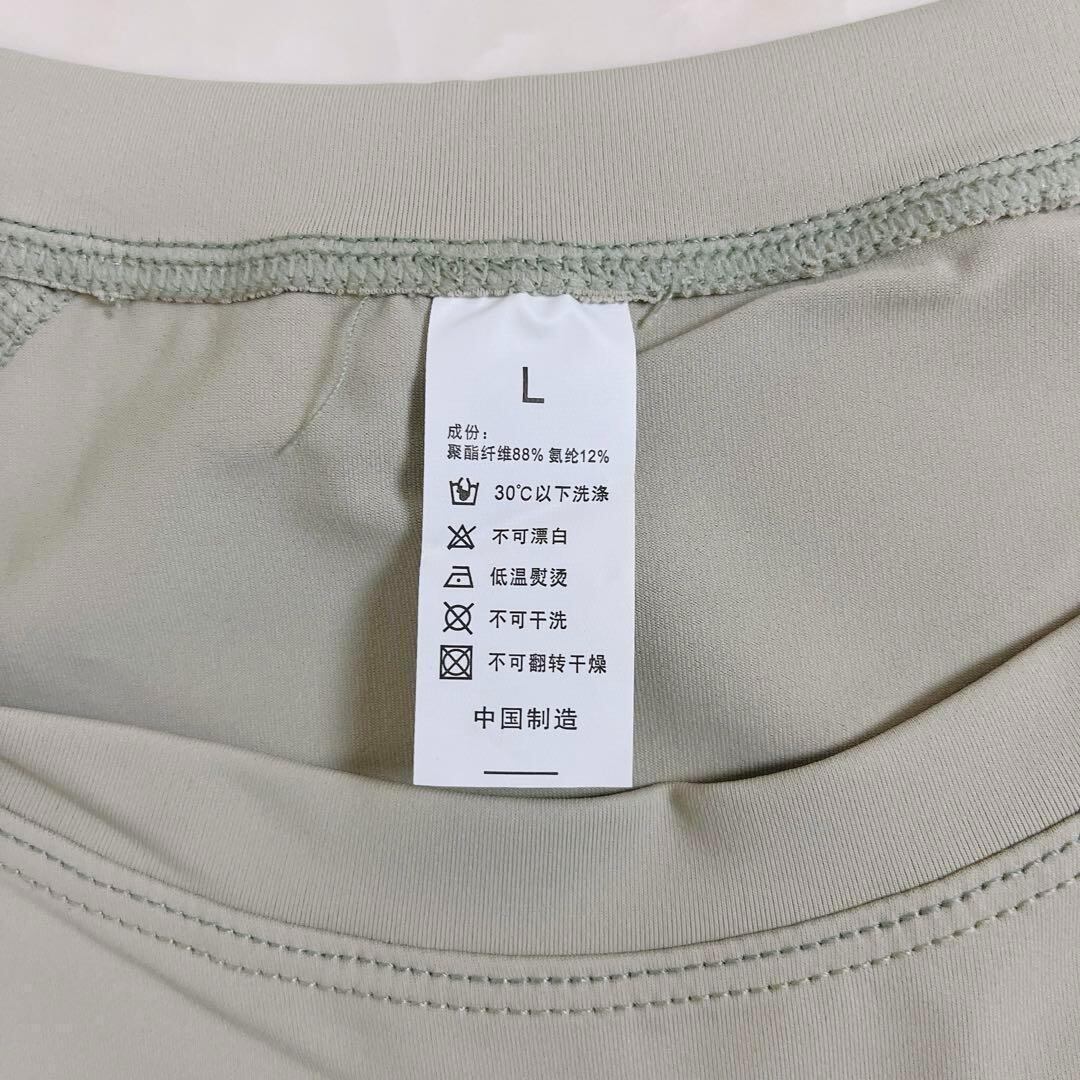 L
成份：
聚酯纤维88% 氨纶12%
30℃以下洗涤
不可漂白
低温熨烫
不可干洗
不可翻转干燥
中国制造